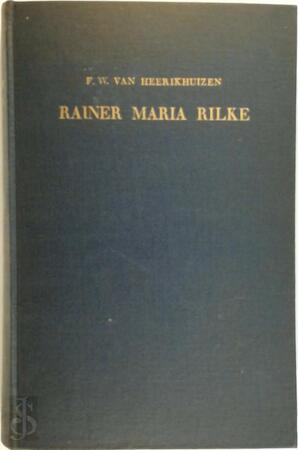 F. W. VAN HEERIKHUIZEN
RAINER MARIA RILKE